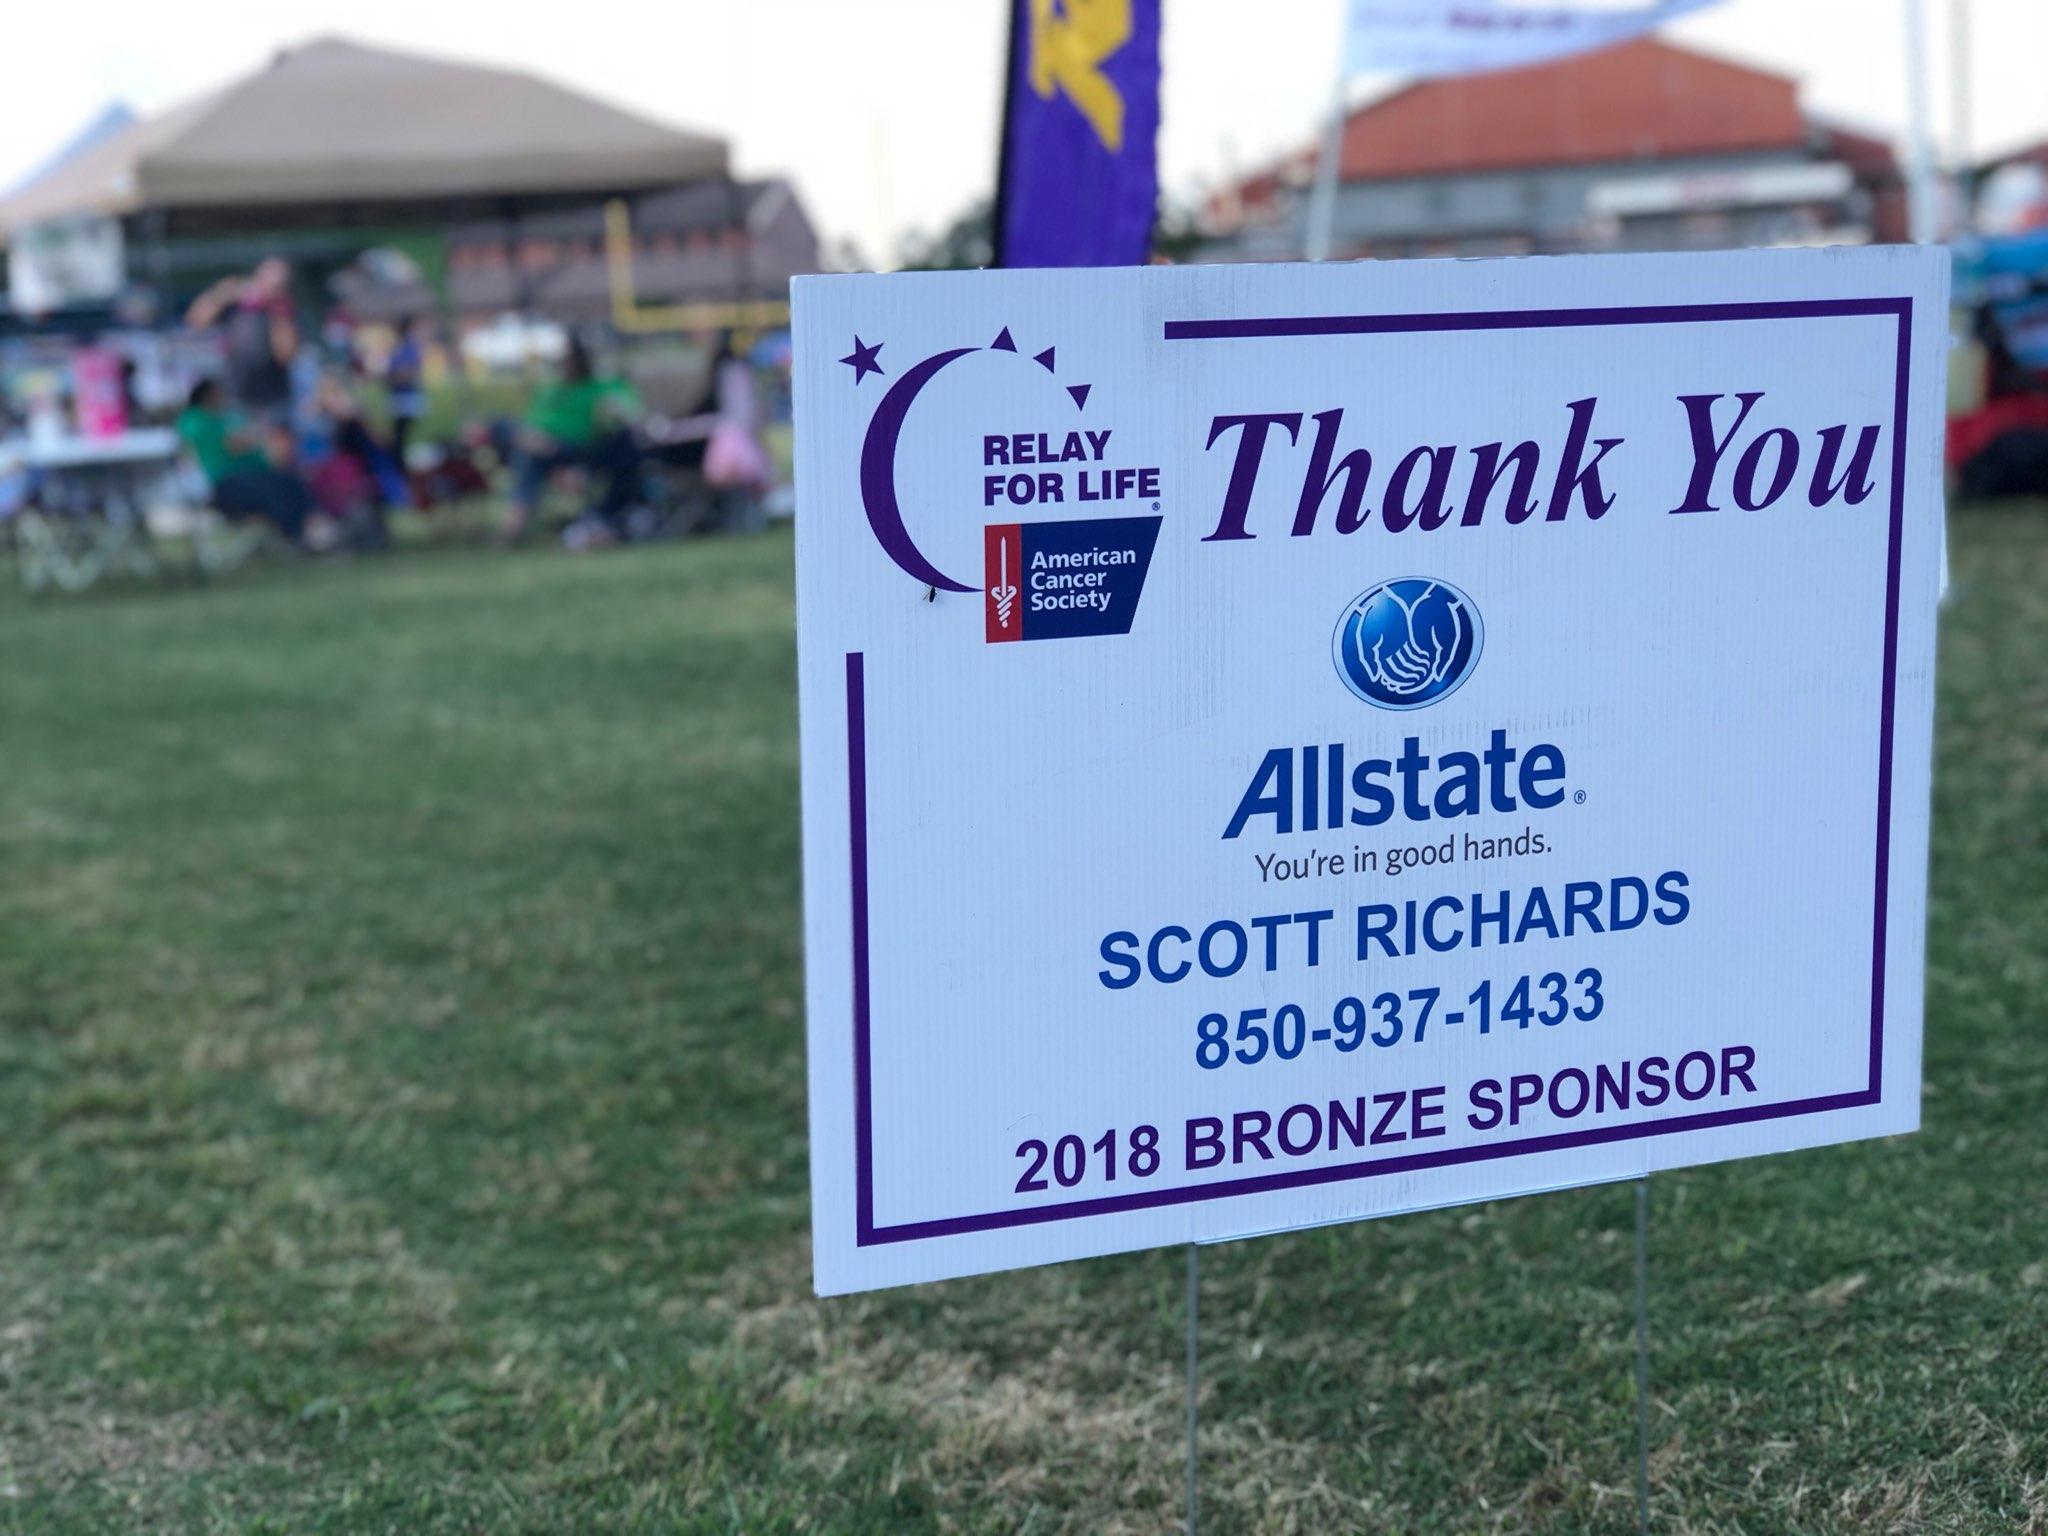 RELAY
FOR LIFE®
American
Cancer
Society
Thank You
Allstate®
You're in good hands.
SCOTT RICHARDS
850-937-1433
2018 BRONZE SPONSOR